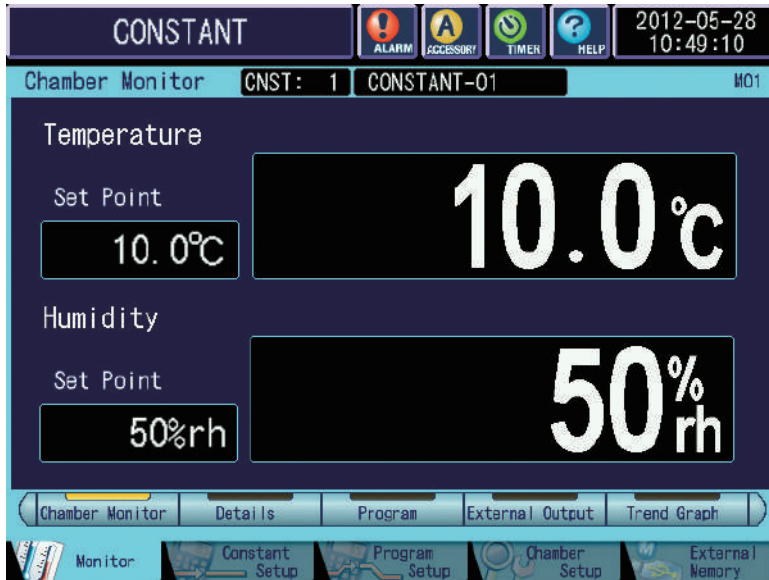 CONSTANT
ALARM
A
ACCESSORY
TIMER
?
HELP
2012-05-28
10:49:10
Chamber Monitor
CNST: 1
CONSTANT-01
M01
Temperature
Set Point
10.0℃
10.0℃
Humidity
Set Point
50%rh
50%rh
Chamber Monitor
Details
Program
External Output
Trend Graph
Monitor
Constant
Setup
Program
Setup
Chamber
Setup
External
Memory